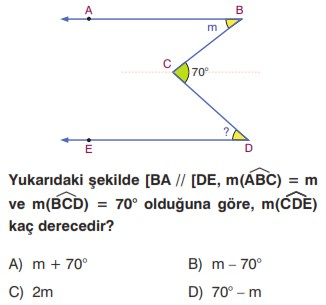 A B
m
C 70°
?
E D
Yukarıdaki şekilde [BA // [DE, m(ABC) = m
ve m(BCD) = 70° olduğuna göre, m(CDE)
kaç derecedir?
A) m + 70° B) m – 70°
C) 2m D) 70° – m